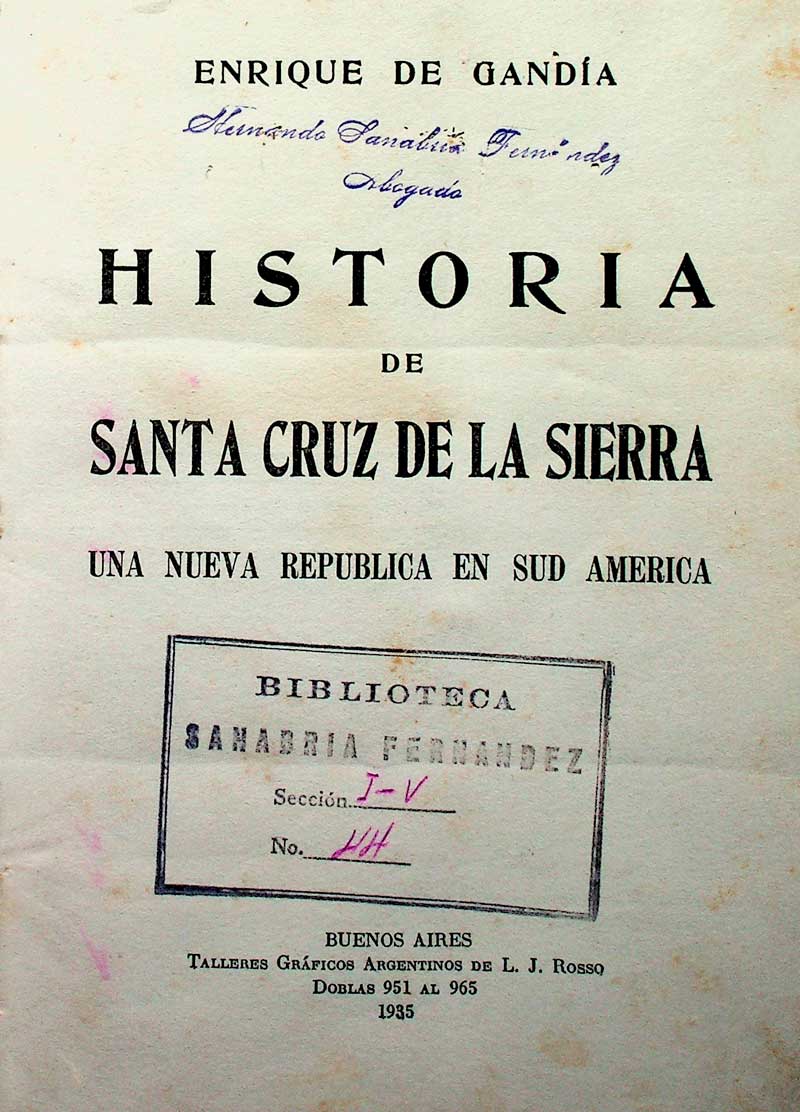 ENRIQUE DE GANDÍA
Hernando Sanabria Fernández
Abogado
HISTORIA
DE
SANTA CRUZ DE LA SIERRA
UNA NUEVA REPUBLICA EN SUD AMERICA
BIBLIOTECA
SANABRIA FERNANDEZ
Sección I-V
No. 44
BUENOS AIRES
TALLERES GRÁFICOS ARGENTINOS DE L. J. ROSSO
DOBLAS 951 AL 965
1935